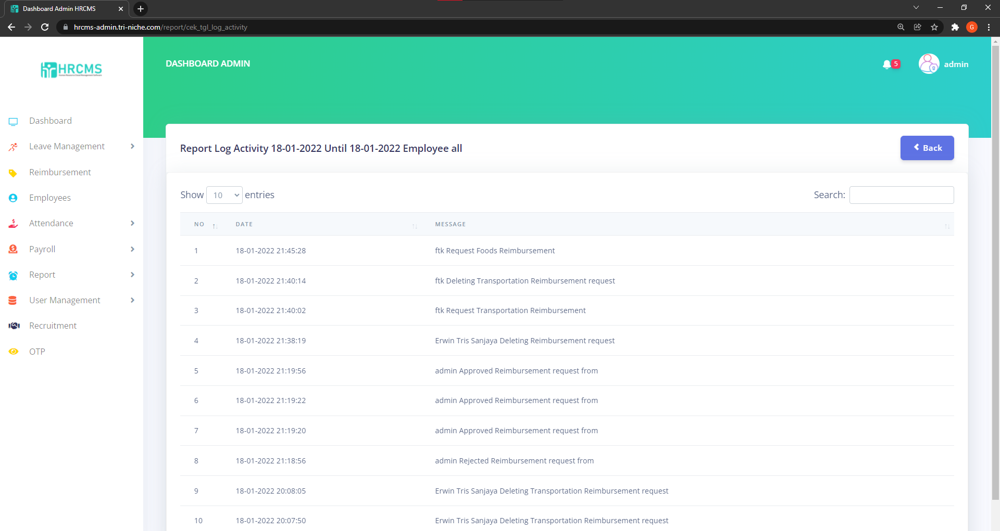 Dashboard Admin HRCMS
hrcms-admin.tri-niche.com/report/cek_tgl_log_activity
G
HRCMS
DASHBOARD ADMIN
5
admin
Dashboard
Leave Management
Reimbursement
Employees
Attendance
Payroll
Report
User Management
Recruitment
OTP
Report Log Activity 18-01-2022 Until 18-01-2022 Employee all
Back
Show 10 entries
Search:
NO DATE MESSAGE
1 18-01-2022 21:45:28 ftk Request Foods Reimbursement
2 18-01-2022 21:40:14 ftk Deleting Transportation Reimbursement request
3 18-01-2022 21:40:02 ftk Request Transportation Reimbursement
4 18-01-2022 21:38:19 Erwin Tris Sanjaya Deleting Reimbursement request
5 18-01-2022 21:19:56 admin Approved Reimbursement request from
6 18-01-2022 21:19:22 admin Approved Reimbursement request from
7 18-01-2022 21:19:20 admin Approved Reimbursement request from
8 18-01-2022 21:18:56 admin Rejected Reimbursement request from
9 18-01-2022 20:08:05 Erwin Tris Sanjaya Deleting Transportation Reimbursement request
10 18-01-2022 20:07:50 Erwin Tris Sanjaya Deleting Transportation Reimbursement request